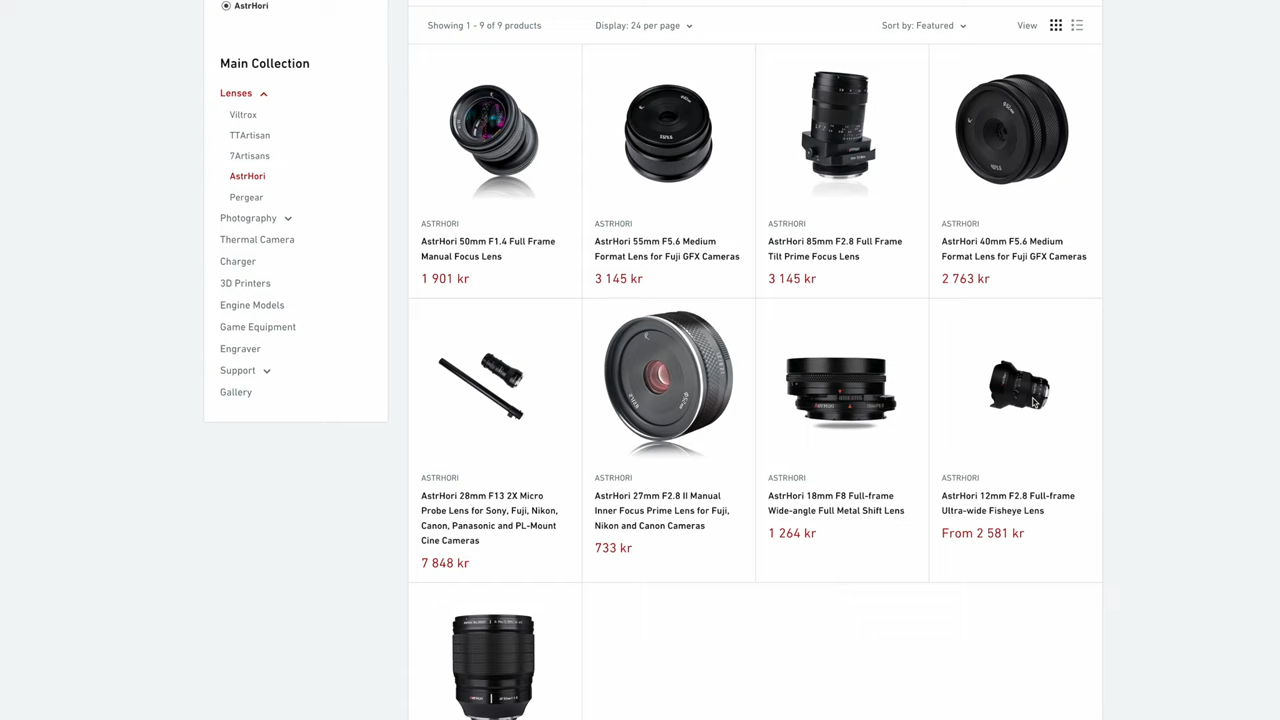 AstrHori
Showing 1 - 9 of 9 products
Display: 24 per page
Sort by: Featured
View
Main Collection
Lenses
Viltrox
TTArtisan
7Artisans
AstrHori
Pergear
Photography
Thermal Camera
Charger
3D Printers
Engine Models
Game Equipment
Engraver
Support
Gallery
ASTRHORI
AstrHori 50mm F1.4 Full Frame
Manual Focus Lens
1 901 kr
ASTRHORI
AstrHori 55mm F5.6 Medium
Format Lens for Fuji GFX Cameras
3 145 kr
ASTRHORI
AstrHori 85mm F2.8 Full Frame
Tilt Prime Focus Lens
3 145 kr
ASTRHORI
AstrHori 40mm F5.6 Medium
Format Lens for Fuji GFX Cameras
2 763 kr
ASTRHORI
AstrHori 28mm F13 2X Micro
Probe Lens for Sony, Fuji, Nikon,
Canon, Panasonic and PL-Mount
Cine Cameras
7 848 kr
ASTRHORI
AstrHori 27mm F2.8 II Manual
Inner Focus Prime Lens for Fuji,
Nikon and Canon Cameras
733 kr
ASTRHORI
AstrHori 18mm F8 Full-frame
Wide-angle Full Metal Shift Lens
1 264 kr
ASTRHORI
AstrHori 12mm F2.8 Full-frame
Ultra-wide Fisheye Lens
From 2 581 kr